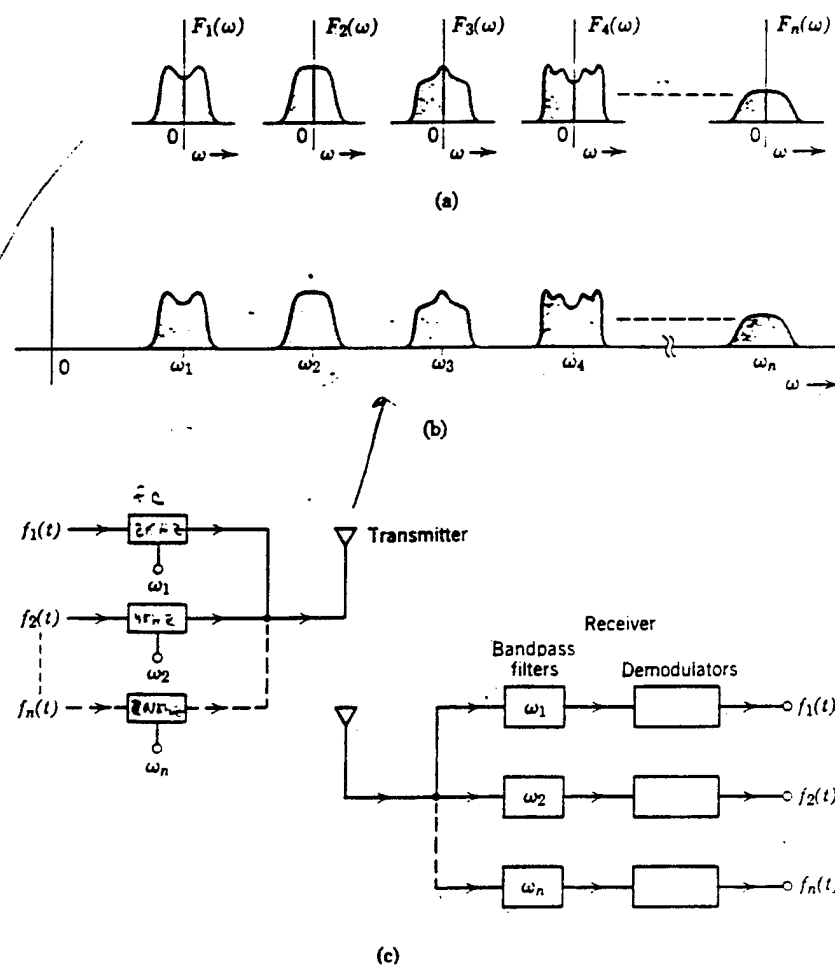 F₁(ω) F₂(ω) F₃(ω) F₄(ω) Fₙ(ω)
0 0 0 0 0
ω ω ω ω ω
(a)
0 ω₁ ω₂ ω₃ ω₄ ωₙ
ω
(b)
f₁(t)
ω₁
Transmitter
f₂(t)
ω₂
fₙ(t)
ωₙ
Receiver
Bandpass
filters
Demodulators
ω₁ f₁(t)
ω₂ f₂(t)
ωₙ fₙ(t)
(c)